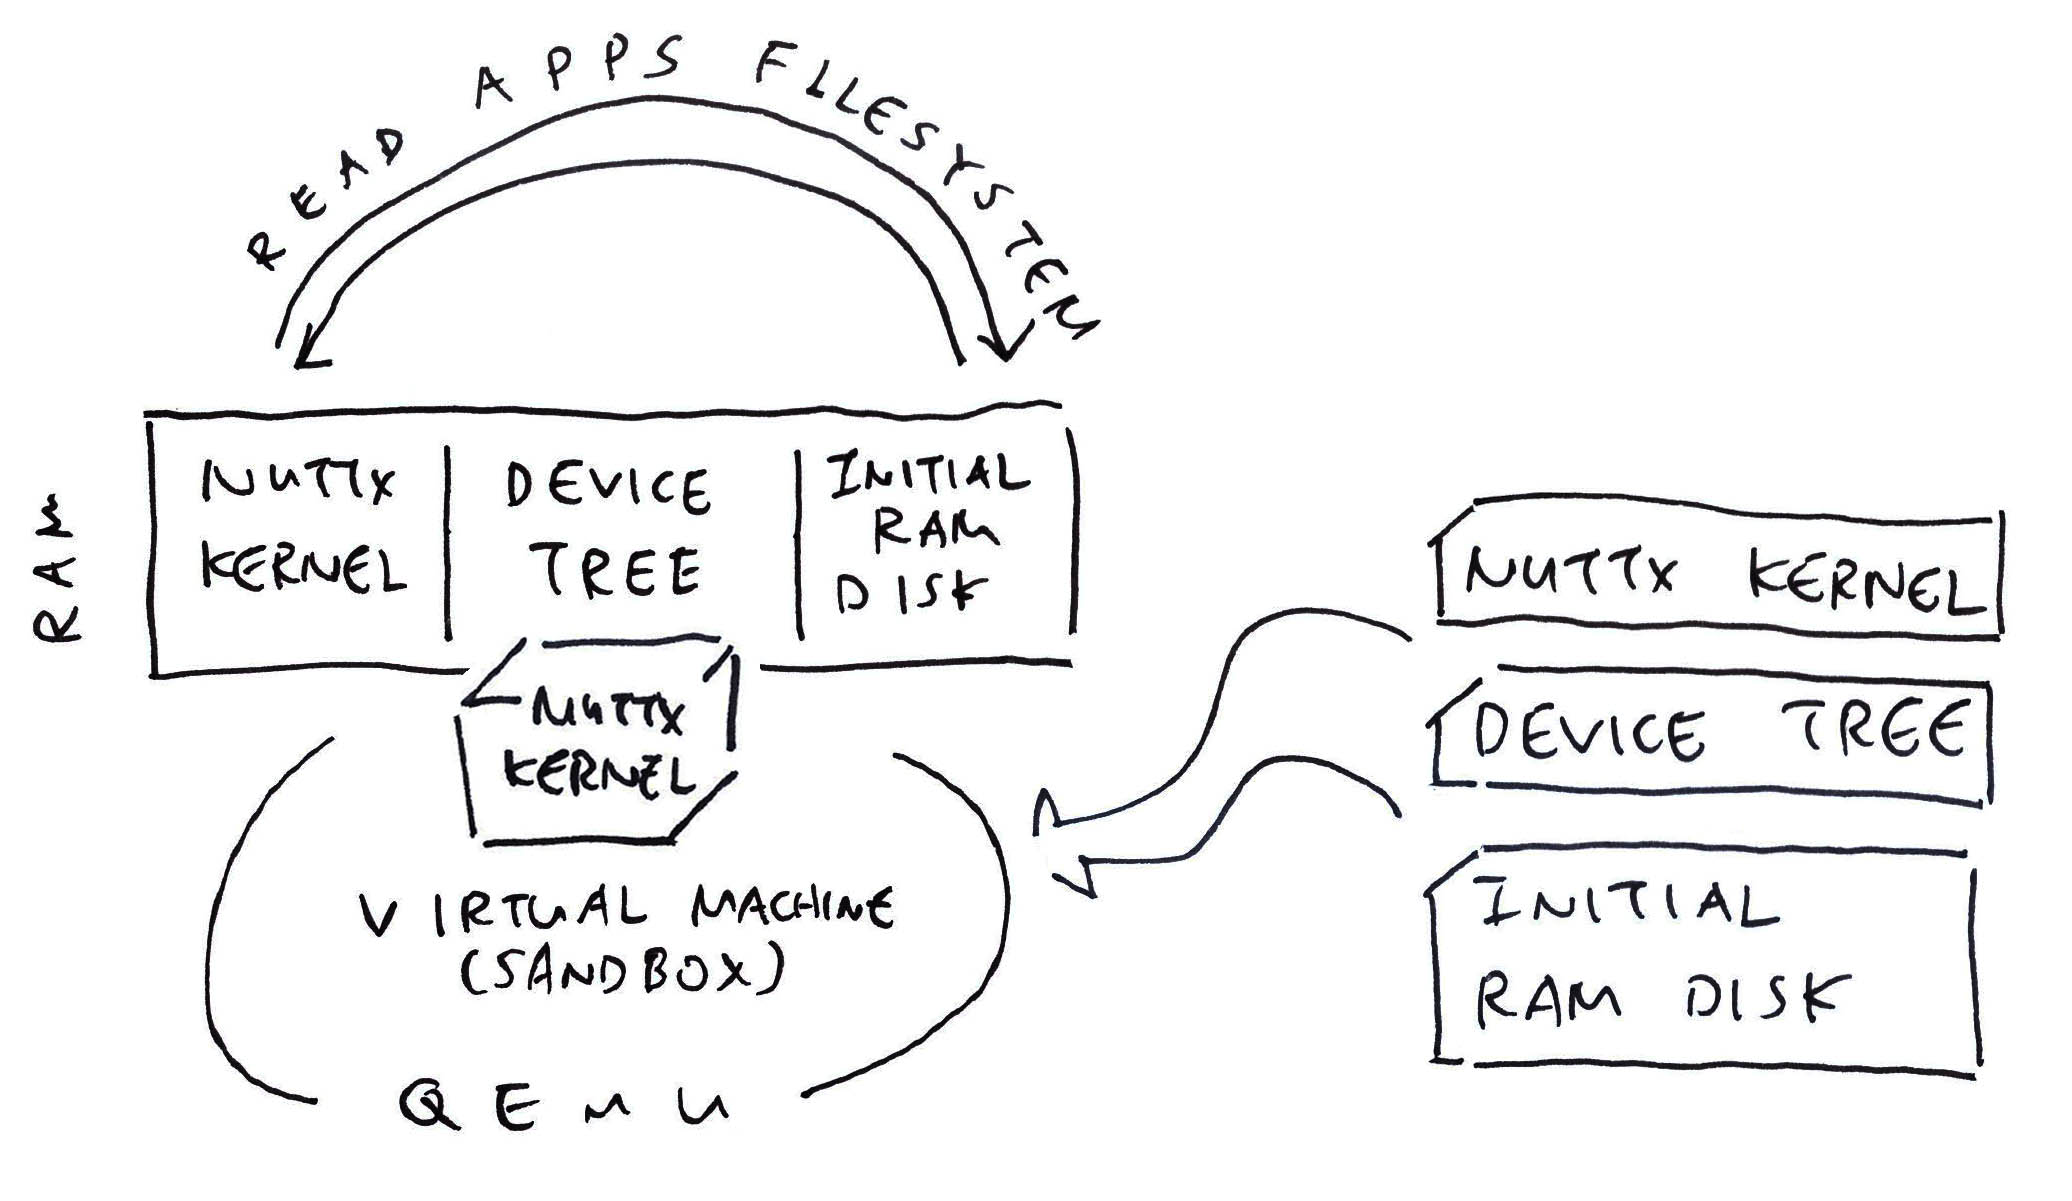 READ APPS FILESYSTEM
RAM
NUTTX
KERNEL
DEVICE
TREE
INITIAL
RAM
DISK
NUTTX
KERNEL
VIRTUAL MACHINE
(SANDBOX)
QEMU
NUTTX KERNEL
DEVICE TREE
INITIAL
RAM DISK